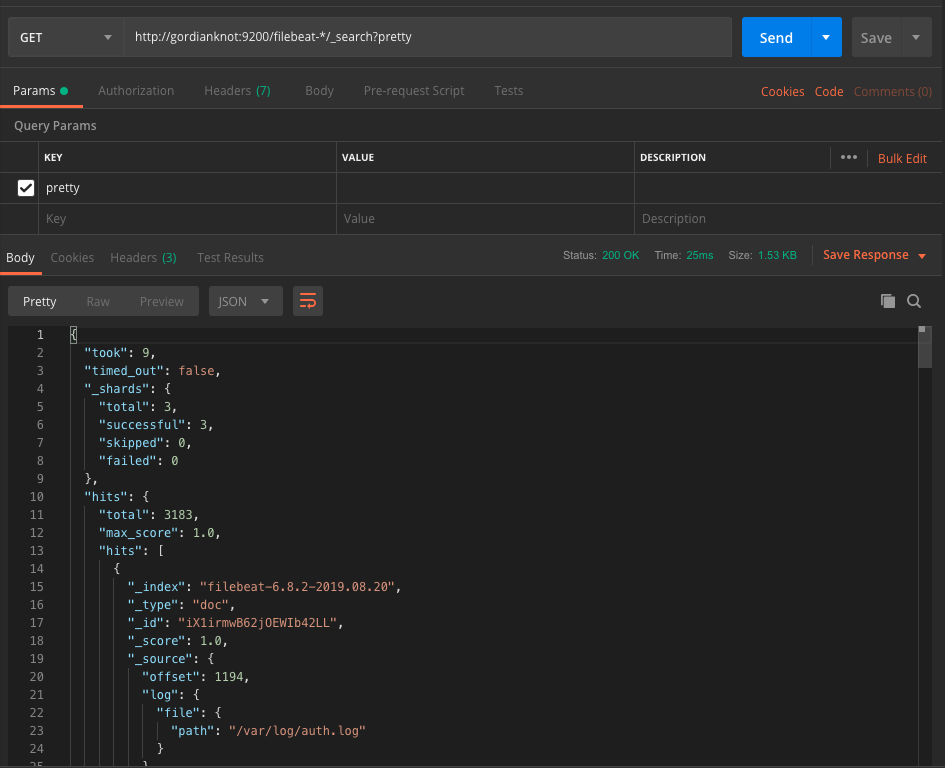 GET http://gordianknot:9200/filebeat-*/_search?pretty Send Save
Params Authorization Headers (7) Body Pre-request Script Tests Cookies Code Comments (0)
Query Params
KEY VALUE DESCRIPTION ••• Bulk Edit
pretty
Key Value Description
Body Cookies Headers (3) Test Results Status: 200 OK Time: 25ms Size: 1.53 KB Save Response
Pretty Raw Preview JSON
1 {
2 "took": 9,
3 "timed_out": false,
4 "_shards": {
5 "total": 3,
6 "successful": 3,
7 "skipped": 0,
8 "failed": 0
9 },
10 "hits": {
11 "total": 3183,
12 "max_score": 1.0,
13 "hits": [
14 {
15 "_index": "filebeat-6.8.2-2019.08.20",
16 "_type": "doc",
17 "_id": "iX1irmwB62jOEWIb42LL",
18 "_score": 1.0,
19 "_source": {
20 "offset": 1194,
21 "log": {
22 "file": {
23 "path": "/var/log/auth.log"
24 }
25 }